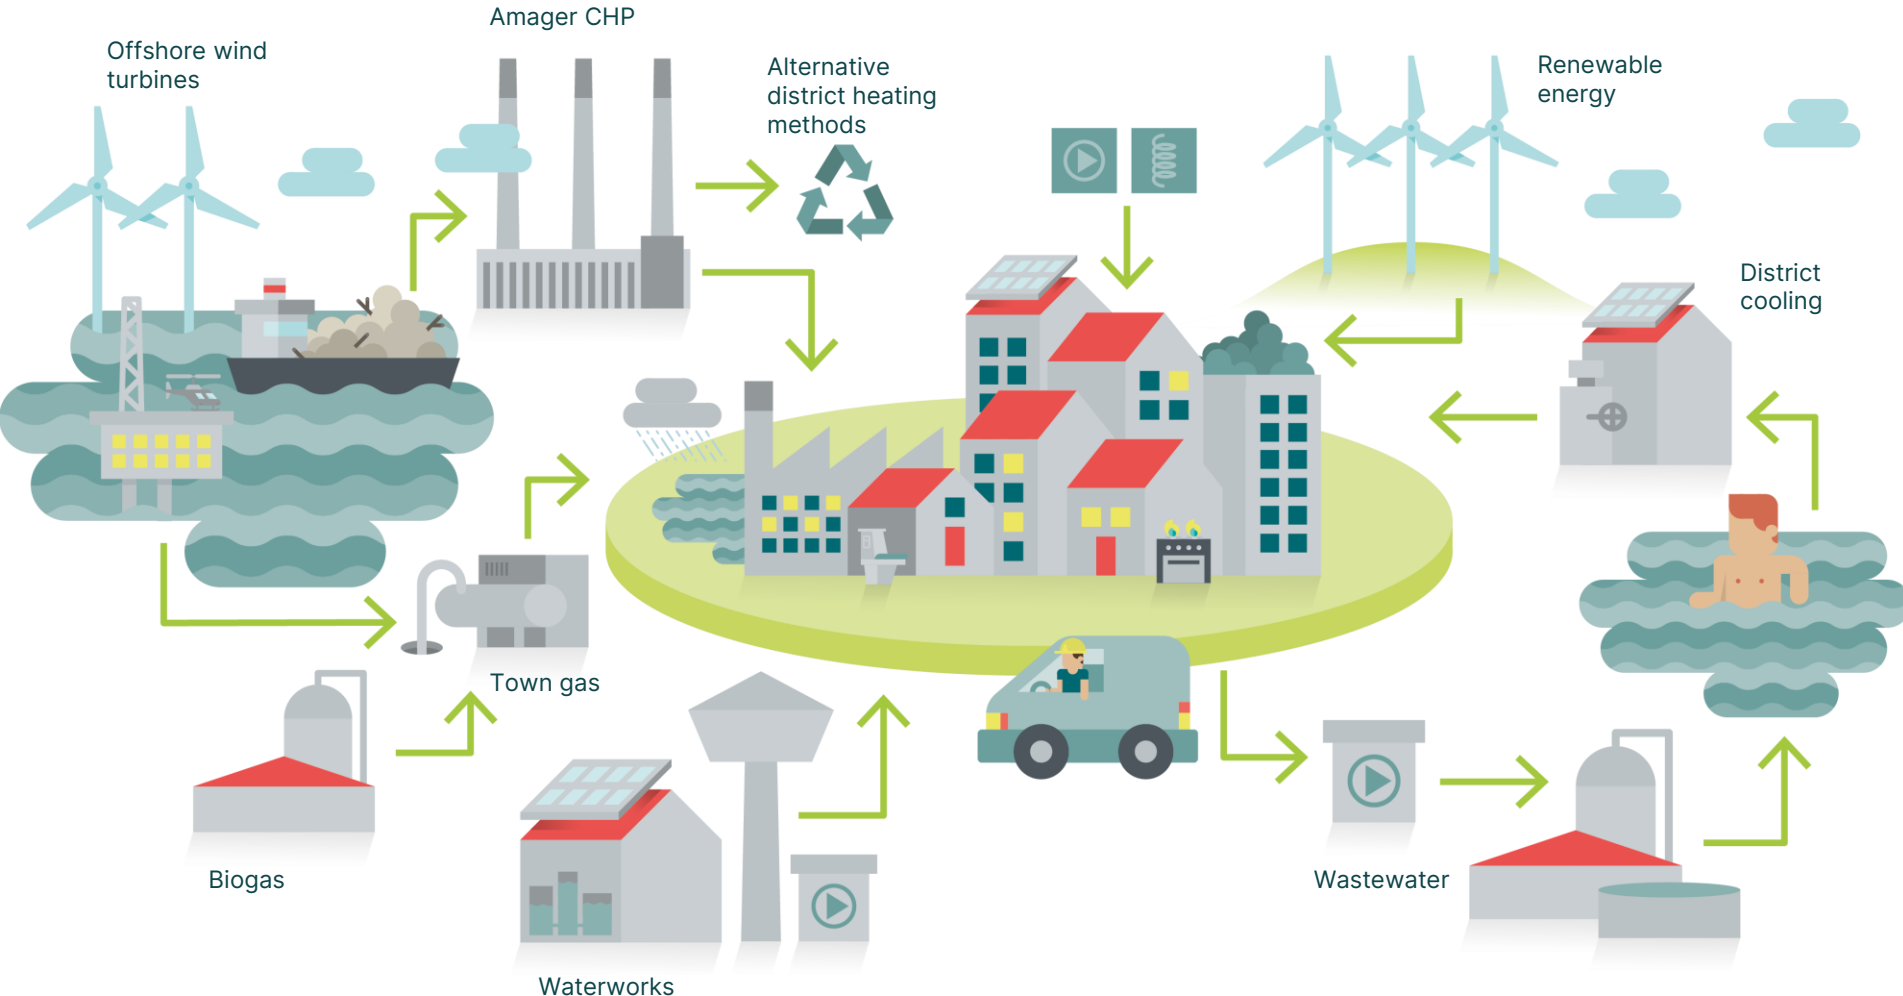 Amager CHP
Offshore wind
turbines
Alternative
district heating
methods
Renewable
energy
District
cooling
Town gas
Biogas
Wastewater
Waterworks